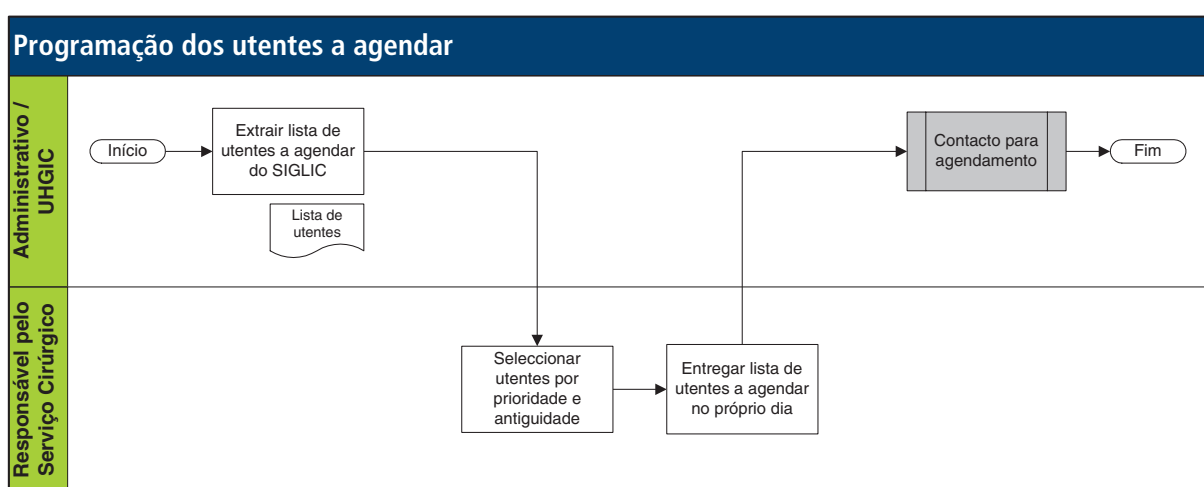 Programação dos utentes a agendar
Administrativo /
UHGIC
Início
Extrair lista de
utentes a agendar
do SIGLIC
Lista de
utentes
Contacto para
agendamento
Fim
Responsável pelo
Serviço Cirúrgico
Seleccionar
utentes por
prioridade e
antiguidade
Entregar lista de
utentes a agendar
no próprio dia